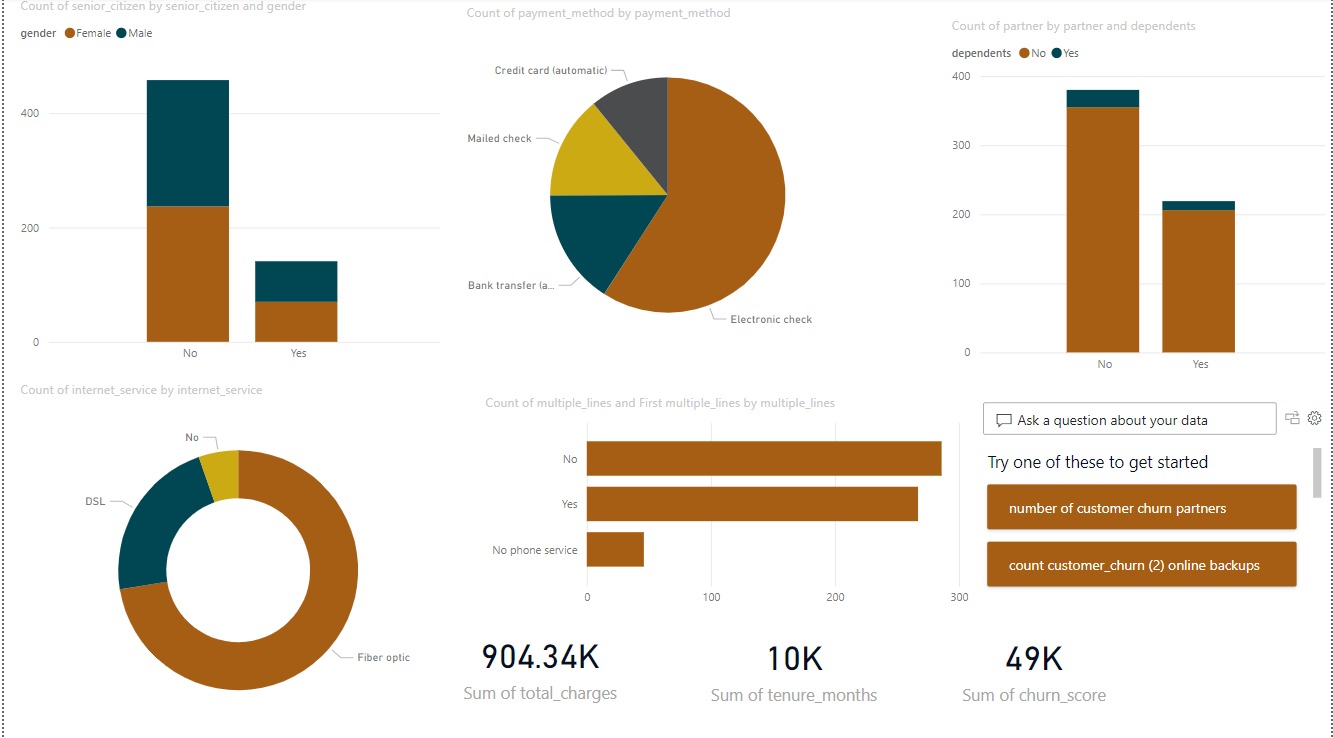 Count of senior_citizen by senior_citizen and gender
gender Female Male
400
200
0
No Yes
Count of payment_method by payment_method
Credit card (automatic)
Mailed check
Bank transfer (a...
Electronic check
Count of partner by partner and dependents
dependents No Yes
400
300
200
100
0
No Yes
Count of internet_service by internet_service
No
DSL
Fiber optic
Count of multiple_lines and First multiple_lines by multiple_lines
No
Yes
No phone service
0 100 200 300
Ask a question about your data
Try one of these to get started
number of customer churn partners
count customer_churn (2) online backups
904.34K
Sum of total_charges
10K
Sum of tenure_months
49K
Sum of churn_score